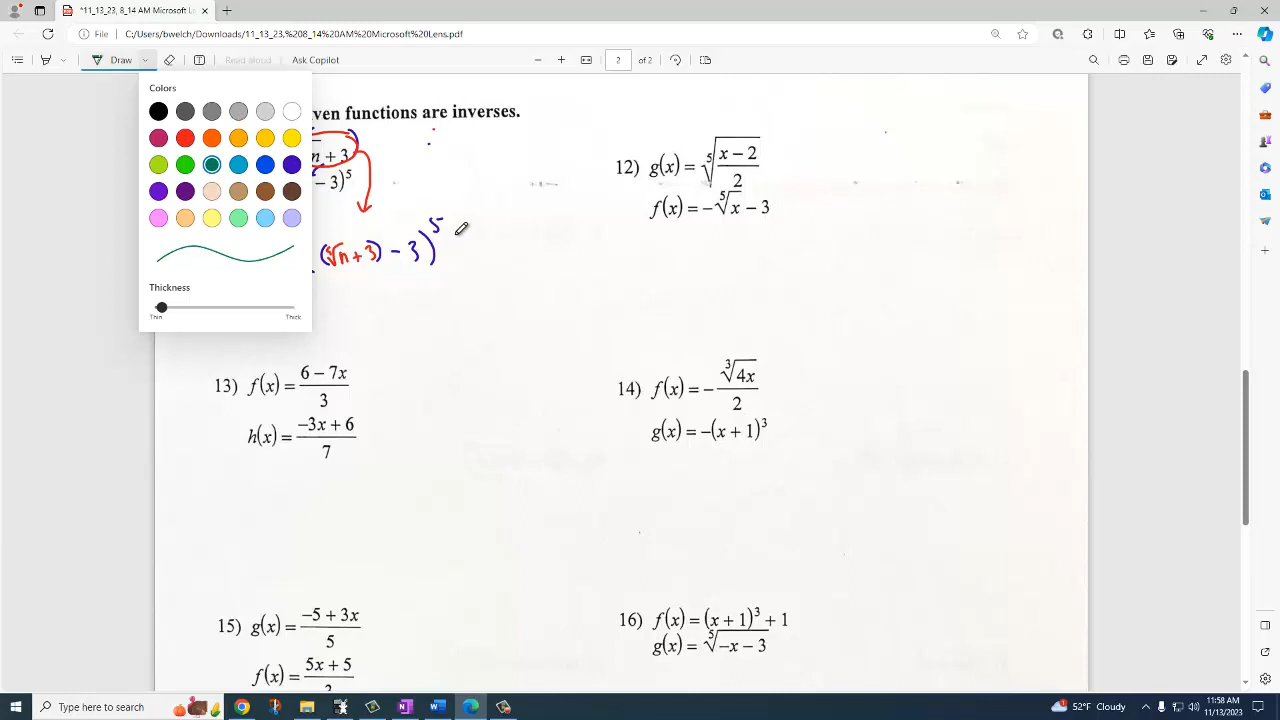 *11_13_23, 8_14 AM Microsoft L
File C:/Users/bwelch/Downloads/11_13_23,%208_14%20AM%20Microsoft%20Lens.pdf
Draw Read aloud Ask Copilot 2 of 2
Colors
Thickness
Thin Thick
ven functions are inverses.
n + 3
− 3)⁵
(⁵√n + 3) − 3)⁵
12) g(x) = ⁵√((x − 2)/2)
f(x) = −⁵√x − 3
13) f(x) = (6 − 7x)/3
h(x) = (−3x + 6)/7
14) f(x) = −³√4x/2
g(x) = −(x + 1)³
15) g(x) = (−5 + 3x)/5
f(x) = 5x + 5
16) f(x) = (x + 1)³ + 1
g(x) = ⁵√−x − 3
Type here to search
52°F Cloudy
11:58 AM
11/13/2023